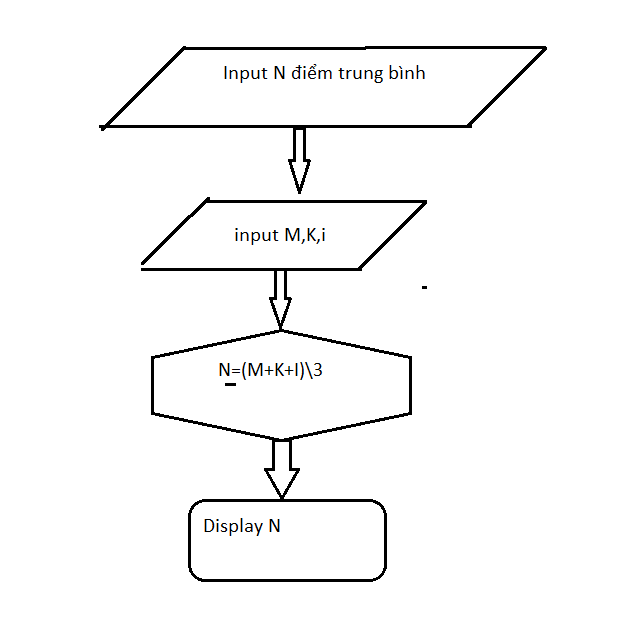 Input N điểm trung bình
input M,K,i
N=(M+K+I)\3
Display N